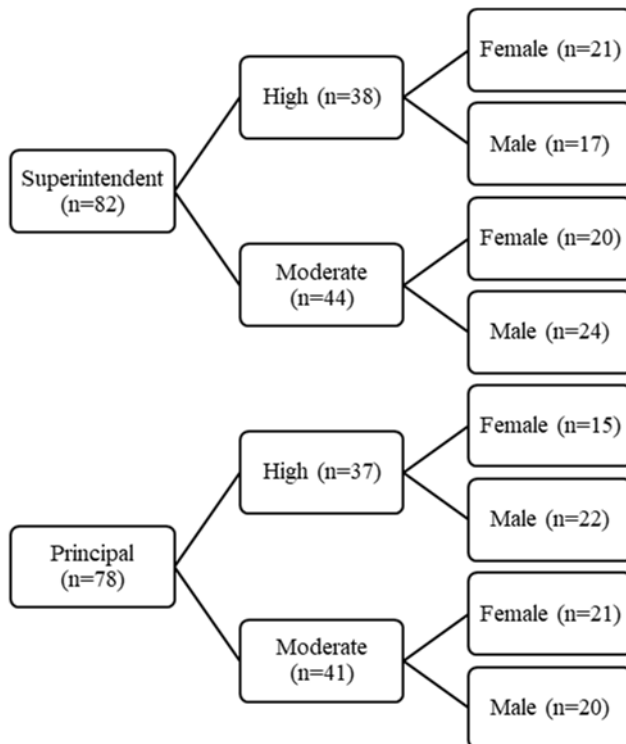 Superintendent
(n=82)
High (n=38)
Female (n=21)
Male (n=17)
Moderate
(n=44)
Female (n=20)
Male (n=24)
Principal
(n=78)
High (n=37)
Female (n=15)
Male (n=22)
Moderate
(n=41)
Female (n=21)
Male (n=20)